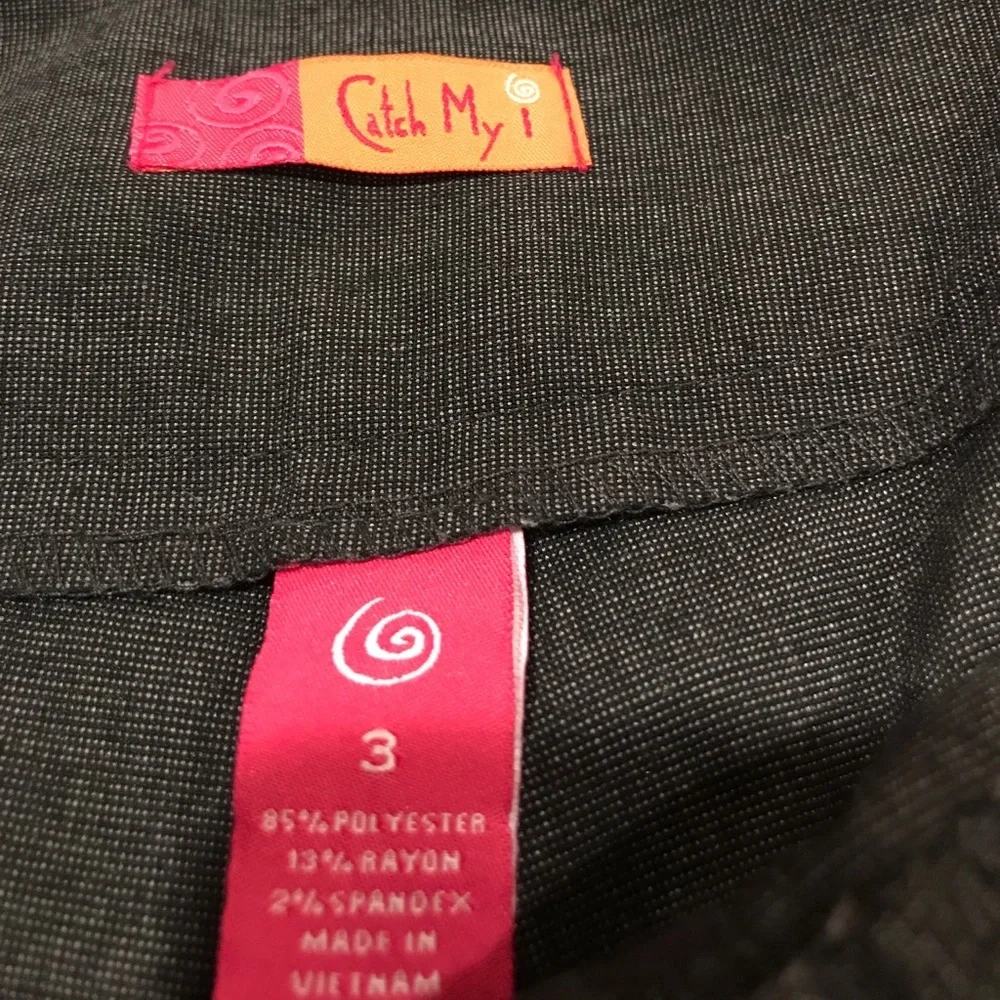 Catch My i
3
85% POLYESTER
13% RAYON
2% SPANDEX
MADE IN
VIETNAM